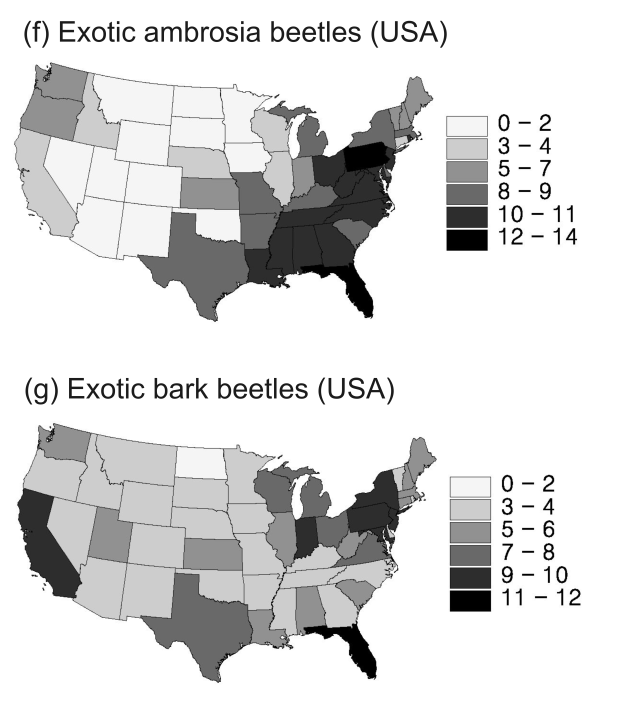 (f) Exotic ambrosia beetles (USA)
0 – 2
3 – 4
5 – 7
8 – 9
10 – 11
12 – 14
(g) Exotic bark beetles (USA)
0 – 2
3 – 4
5 – 6
7 – 8
9 – 10
11 – 12